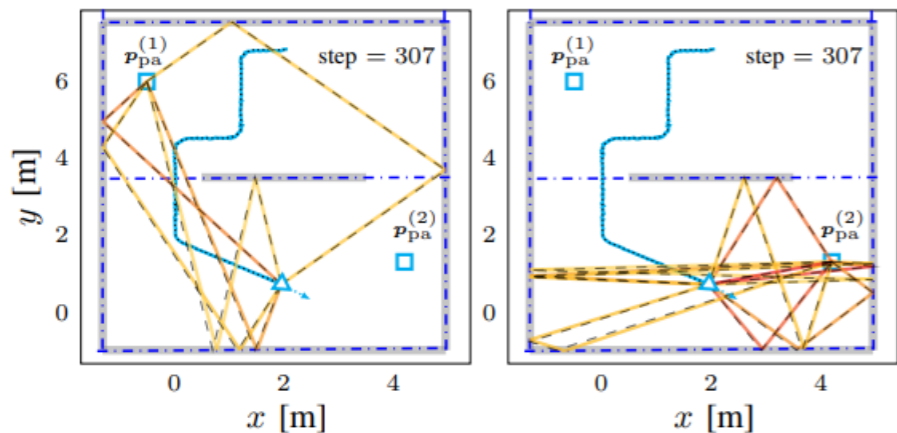 p_pa^(1)
step = 307
6
4
p_pa^(2)
2
0
y [m]
0 2 4
x [m]
p_pa^(1)
step = 307
6
4
p_pa^(2)
2
0
0 2 4
x [m]